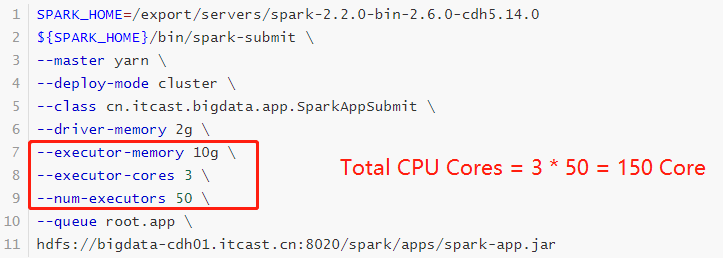 1 SPARK_HOME=/export/servers/spark-2.2.0-bin-2.6.0-cdh5.14.0
2 ${SPARK_HOME}/bin/spark-submit \
3 --master yarn \
4 --deploy-mode cluster \
5 --class cn.itcast.bigdata.app.SparkAppSubmit \
6 --driver-memory 2g \
7 --executor-memory 10g \
8 --executor-cores 3 \
9 --num-executors 50 \
Total CPU Cores = 3 * 50 = 150 Core
10 --queue root.app \
11 hdfs://bigdata-cdh01.itcast.cn:8020/spark/apps/spark-app.jar